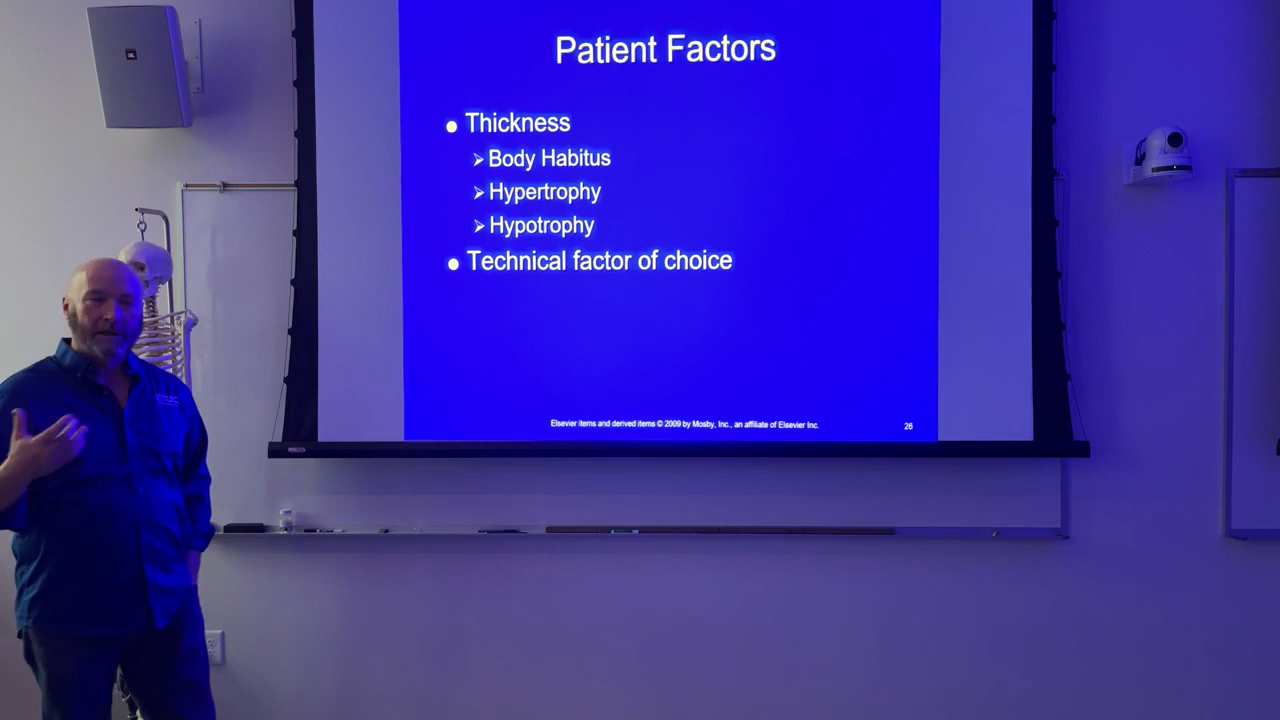 JBL
Patient Factors
Thickness
Body Habitus
Hypertrophy
Hypotrophy
Technical factor of choice
Elsevier items and derived items © 2009 by Mosby, Inc., an affiliate of Elsevier Inc.
26